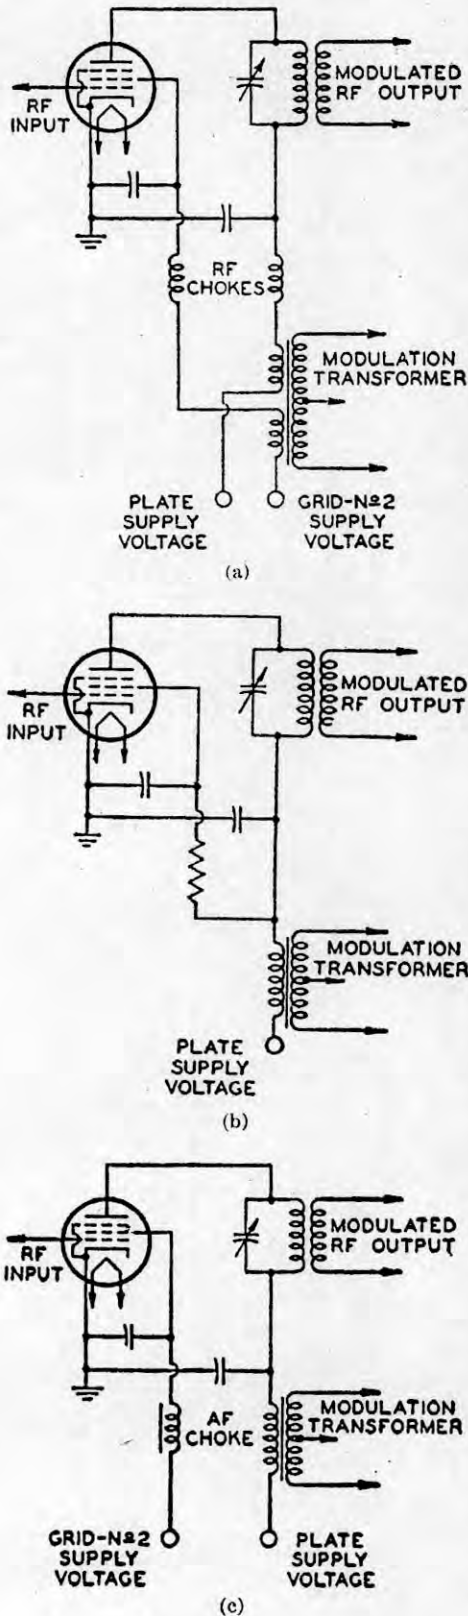 RF
INPUT
MODULATED
RF OUTPUT
RF
CHOKES
MODULATION
TRANSFORMER
PLATE
SUPPLY
VOLTAGE
GRID-No2
SUPPLY
VOLTAGE
(a)
RF
INPUT
MODULATED
RF OUTPUT
MODULATION
TRANSFORMER
PLATE
SUPPLY
VOLTAGE
(b)
RF
INPUT
MODULATED
RF OUTPUT
AF
CHOKE
MODULATION
TRANSFORMER
GRID-No2
SUPPLY
VOLTAGE
PLATE
SUPPLY
VOLTAGE
(c)